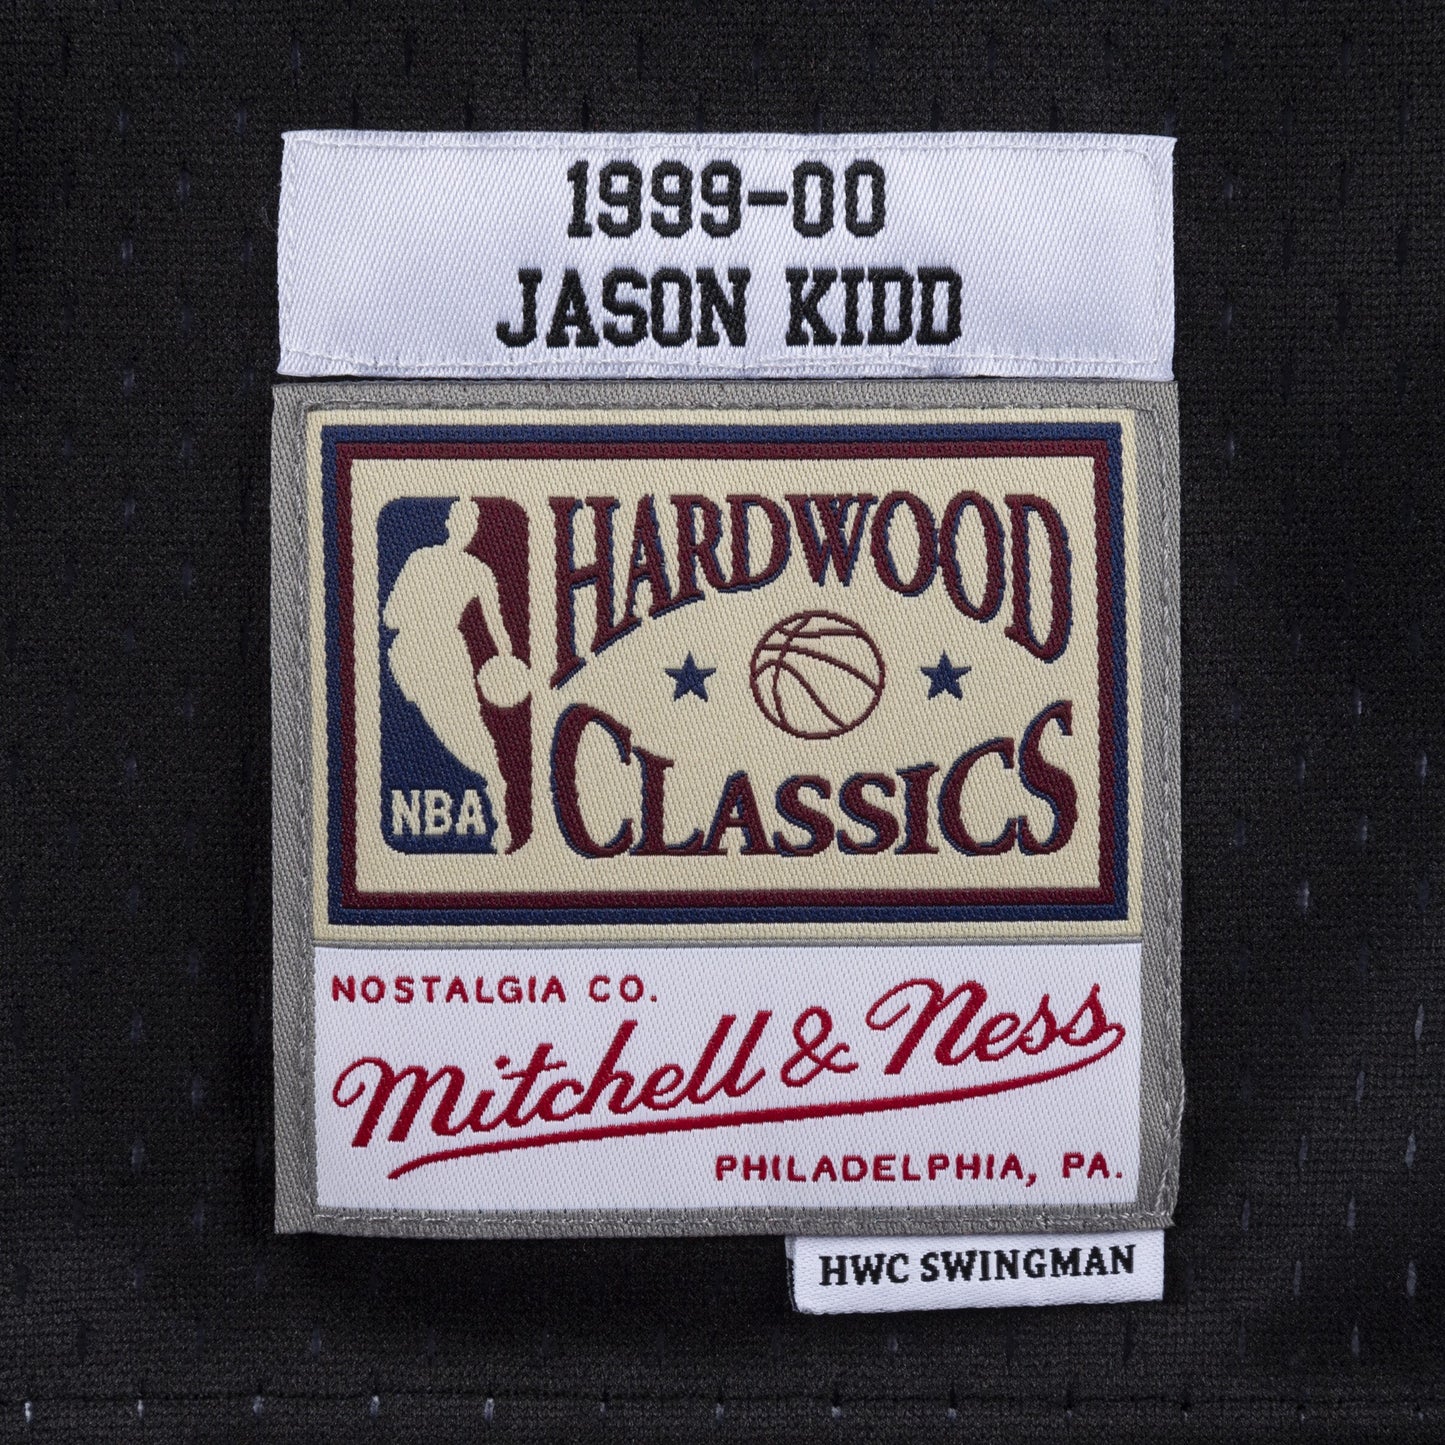 1999-00
JASON KIDD
HARDWOOD
CLASSICS
NBA
NOSTALGIA CO.
Mitchell & Ness
PHILADELPHIA, PA.
HWC SWINGMAN